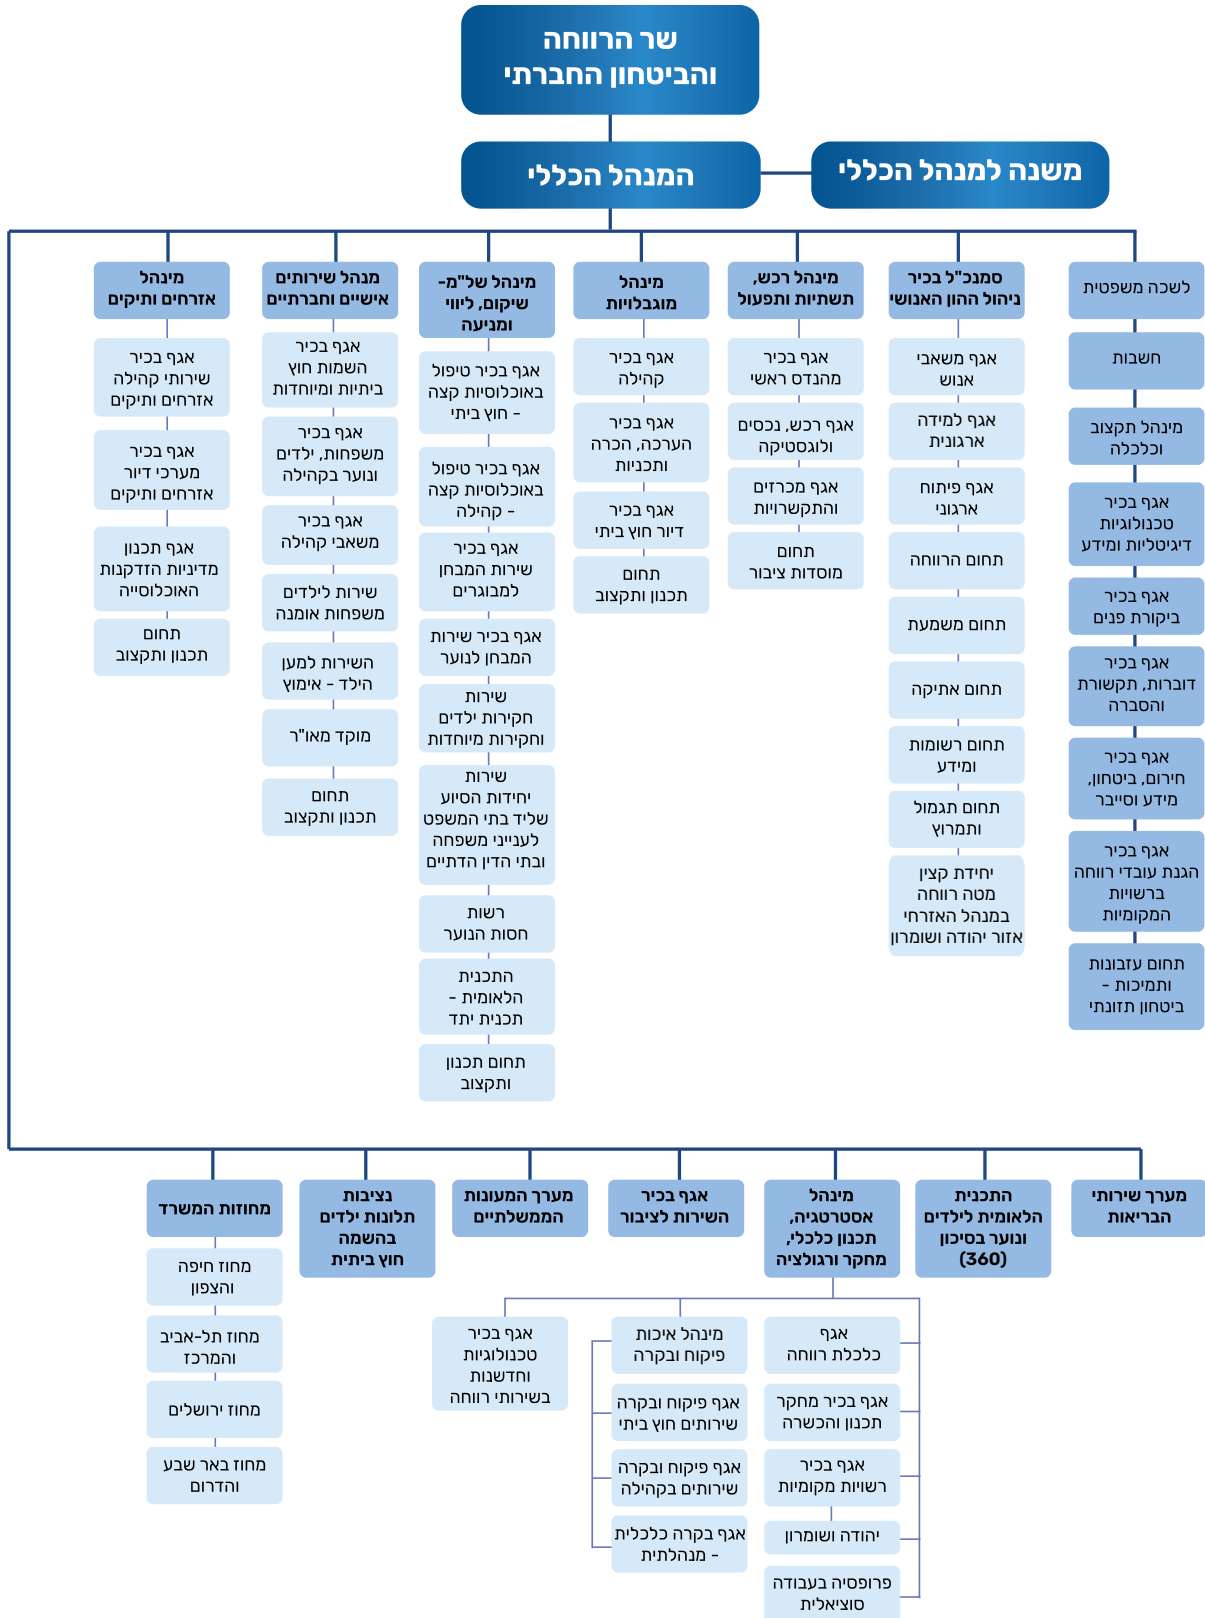 שר הרווחה
והביטחון החברתי
המנהל הכללי
משנה למנהל הכללי
לשכה משפטית
חשבות
מינהל תקצוב
וכלכלה
אגף בכיר
טכנולוגיות
דיגיטליות ומידע
אגף בכיר
ביקורת פנים
אגף בכיר
דוברות, תקשורת
והסברה
אגף בכיר
חירום, ביטחון,
מידע וסייבר
אגף בכיר
הגנת עובדי רווחה
ברשויות
המקומיות
תחום עזבונות
ותמיכות -
ביטחון תזונתי
סמנכ"ל בכיר
ניהול ההון האנושי
אגף משאבי
אנוש
אגף למידה
ארגונית
אגף פיתוח
ארגוני
תחום הרווחה
תחום משמעת
תחום אתיקה
תחום רשומות
ומידע
תחום תגמול
ותמרוץ
יחידת קצין
מטה רווחה
במנהל האזרחי
אזור יהודה ושומרון
מינהל רכש,
תשתיות ותפעול
אגף בכיר
מהנדס ראשי
אגף רכש, נכסים
ולוגסטיקה
אגף מכרזים
והתקשרויות
תחום
מוסדות ציבור
מינהל
מוגבלויות
אגף בכיר
קהילה
אגף בכיר
הערכה, הכרה
ותכניות
אגף בכיר
דיור חוץ ביתי
תחום
תכנון ותקצוב
מינהל של"מ-
שיקום, ליווי
ומניעה
אגף בכיר טיפול
באוכלוסיות קצה
- חוץ ביתי
אגף בכיר טיפול
באוכלוסיות קצה
- קהילה
אגף בכיר
שירות המבחן
למבוגרים
אגף בכיר שירות
המבחן לנוער
שירות
חקירות ילדים
וחקירות מיוחדות
שירות
יחידות הסיוע
שליד בתי המשפט
לענייני משפחה
ובתי הדין הדתיים
רשות
חסות הנוער
התכנית
הלאומית -
תכנית יתד
תחום תכנון
ותקצוב
מנהל שירותים
אישיים וחברתיים
אגף בכיר
השמות חוץ
ביתיות ומיוחדות
אגף בכיר
משפחות, ילדים
ונוער בקהילה
אגף בכיר
משאבי קהילה
שירות לילדים
משפחות אומנה
השירות למען
הילד - אימוץ
מוקד מאו"ר
תחום
תכנון ותקצוב
מינהל
אזרחים ותיקים
אגף בכיר
שירותי קהילה
אזרחים ותיקים
אגף בכיר
מערכי דיור
אזרחים ותיקים
אגף תכנון
מדיניות הזדקנות
האוכלוסייה
תחום
תכנון ותקצוב
מערך שירותי
הבריאות
התכנית
הלאומית לילדים
ונוער בסיכון
(360)
מינהל
אסטרטגיה,
תכנון כלכלי,
מחקר ורגולציה
אגף
כלכלת רווחה
אגף בכיר מחקר
תכנון והכשרה
אגף בכיר
רשויות מקומיות
יהודה ושומרון
פרופסיה בעבודה
סוציאלית
מינהל איכות
פיקוח ובקרה
אגף פיקוח ובקרה
שירותים חוץ ביתי
אגף פיקוח ובקרה
שירותים בקהילה
אגף בקרה כלכלית
- מנהלתית
אגף בכיר
טכנולוגיות
וחדשנות
בשירותי רווחה
אגף בכיר
השירות לציבור
מערך המעונות
הממשלתיים
נציבות
תלונות ילדים
בהשמה
חוץ ביתית
מחוזות המשרד
מחוז חיפה
והצפון
מחוז תל-אביב
והמרכז
מחוז ירושלים
מחוז באר שבע
והדרום